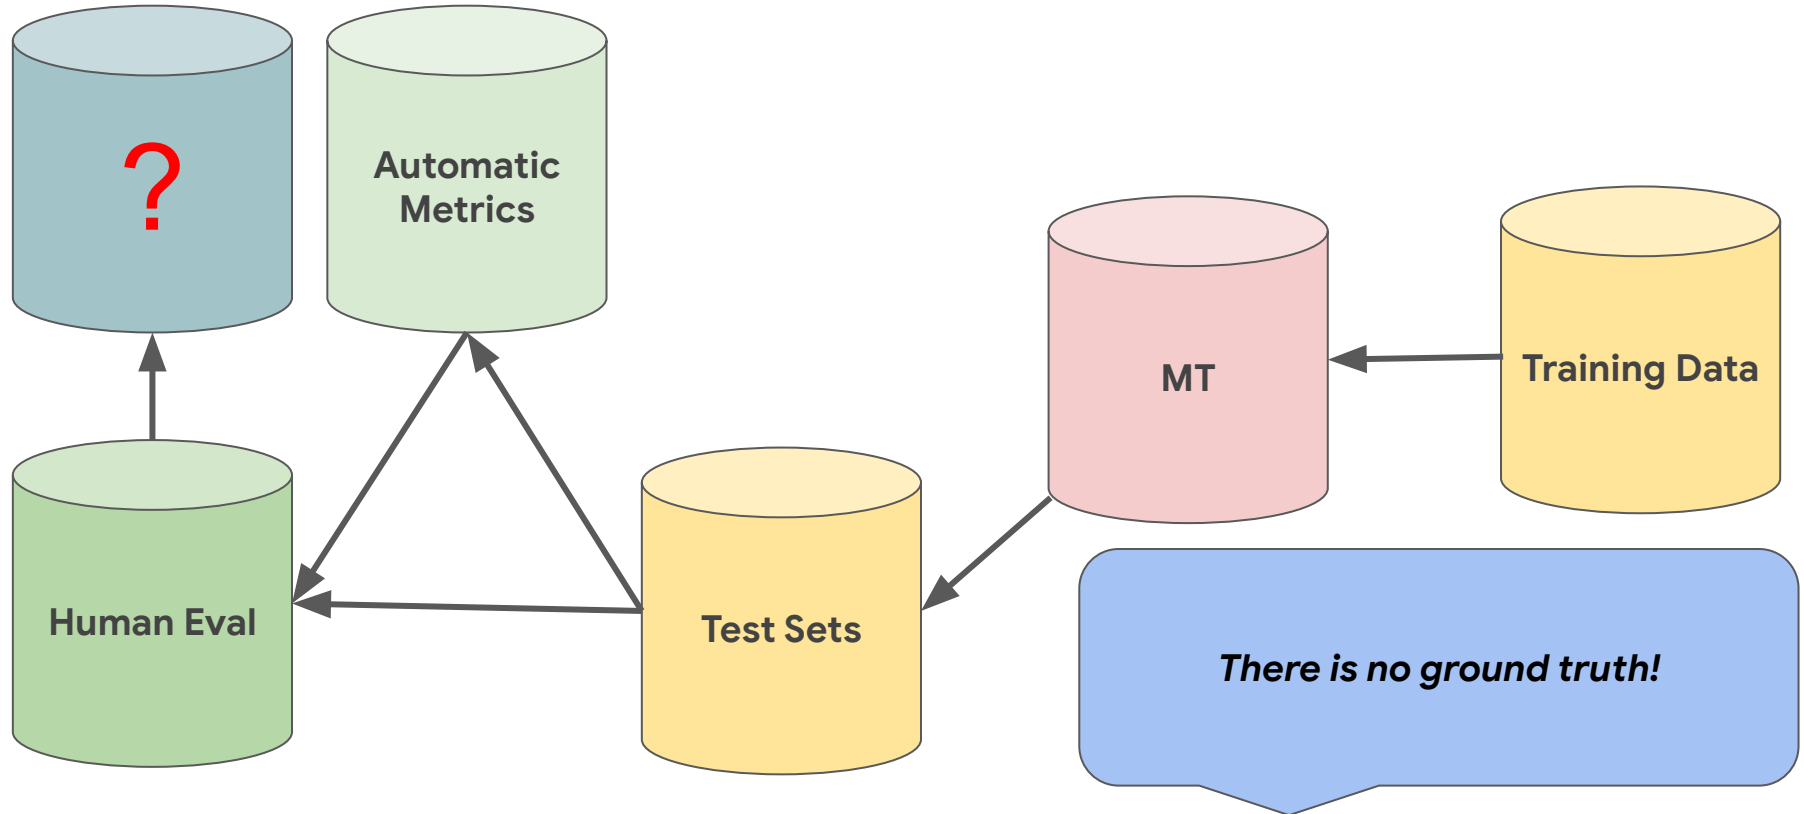 ?
Automatic
Metrics
MT
Training Data
Human Eval
Test Sets
There is no ground truth!